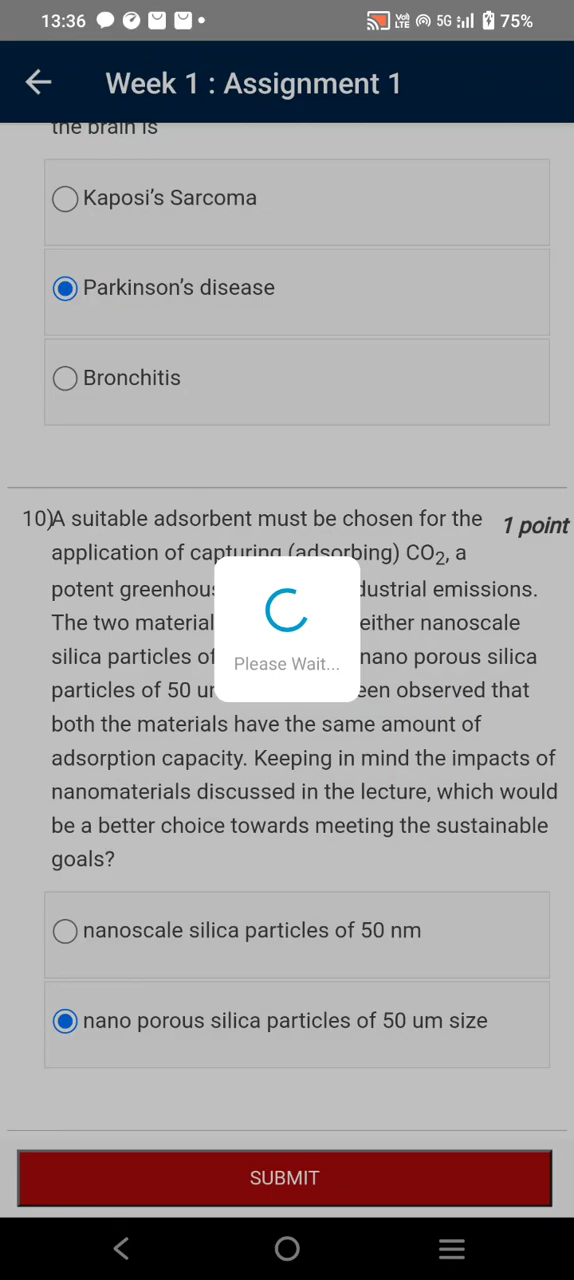 13:36 Vo) LTE 5G 75%
Week 1 : Assignment 1
the brain is
Kaposi's Sarcoma
Parkinson's disease
Bronchitis
10)A suitable adsorbent must be chosen for the 1 point
application of capturing (adsorbing) CO2, a
potent greenhou dustrial emissions.
The two material either nanoscale
silica particles of nano porous silica
Please Wait...
particles of 50 een observed that
both the materials have the same amount of
adsorption capacity. Keeping in mind the impacts of
nanomaterials discussed in the lecture, which would
be a better choice towards meeting the sustainable
goals?
nanoscale silica particles of 50 nm
nano porous silica particles of 50 um size
SUBMIT